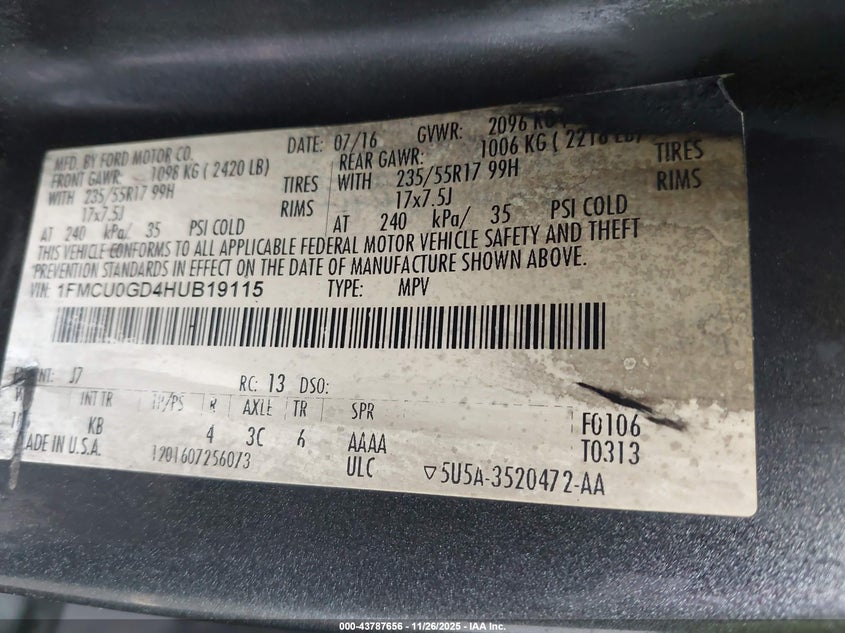 MFD. BY FORD MOTOR CO. DATE: 07/16 GVWR: 2096 KG
FRONT GAWR: 1098 KG ( 2420 LB) REAR GAWR: 1006 KG ( 2218 LB)
WITH 235/55R17 99H TIRES WITH 235/55R17 99H TIRES
17x7.5J RIMS 17x7.5J RIMS
AT 240 kPa/ 35 PSI COLD AT 240 kPa/ 35 PSI COLD
THIS VEHICLE CONFORMS TO ALL APPLICABLE FEDERAL MOTOR VEHICLE SAFETY AND THEFT
PREVENTION STANDARDS IN EFFECT ON THE DATE OF MANUFACTURE SHOWN ABOVE.
VIN: 1FMCU0GD4HUB19115 TYPE: MPV
J7 RC: 13 DSO:
INT TR TP/PS R AXLE TR SPR
KB 4 3C 6 AAAA F0106
MADE IN U.S.A. 1201607256073 ULC T0313
▽5U5A-3520472-AA
000-43787656 — 11/26/2025 — IAA Inc.